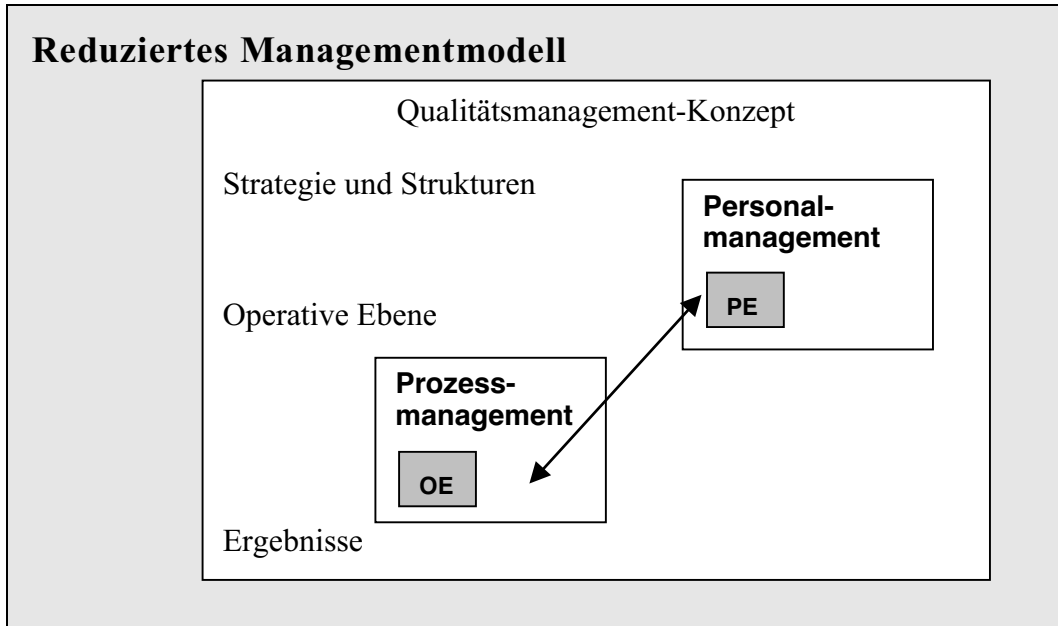 Reduziertes Managementmodell
Qualitätsmanagement-Konzept
Strategie und Strukturen
Personal-
management
PE
Operative Ebene
Prozess-
management
OE
Ergebnisse